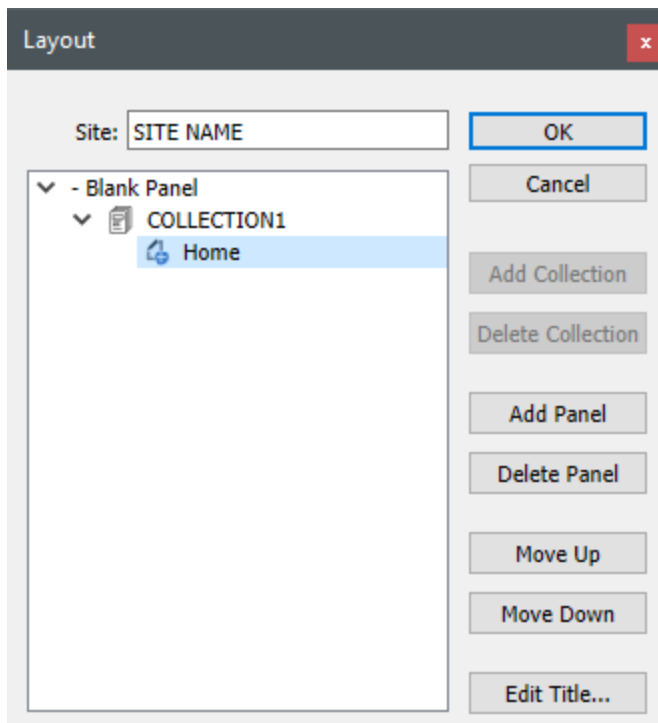 Layout
x
Site: SITE NAME
OK
- Blank Panel
Cancel
COLLECTION1
Home
Add Collection
Delete Collection
Add Panel
Delete Panel
Move Up
Move Down
Edit Title...